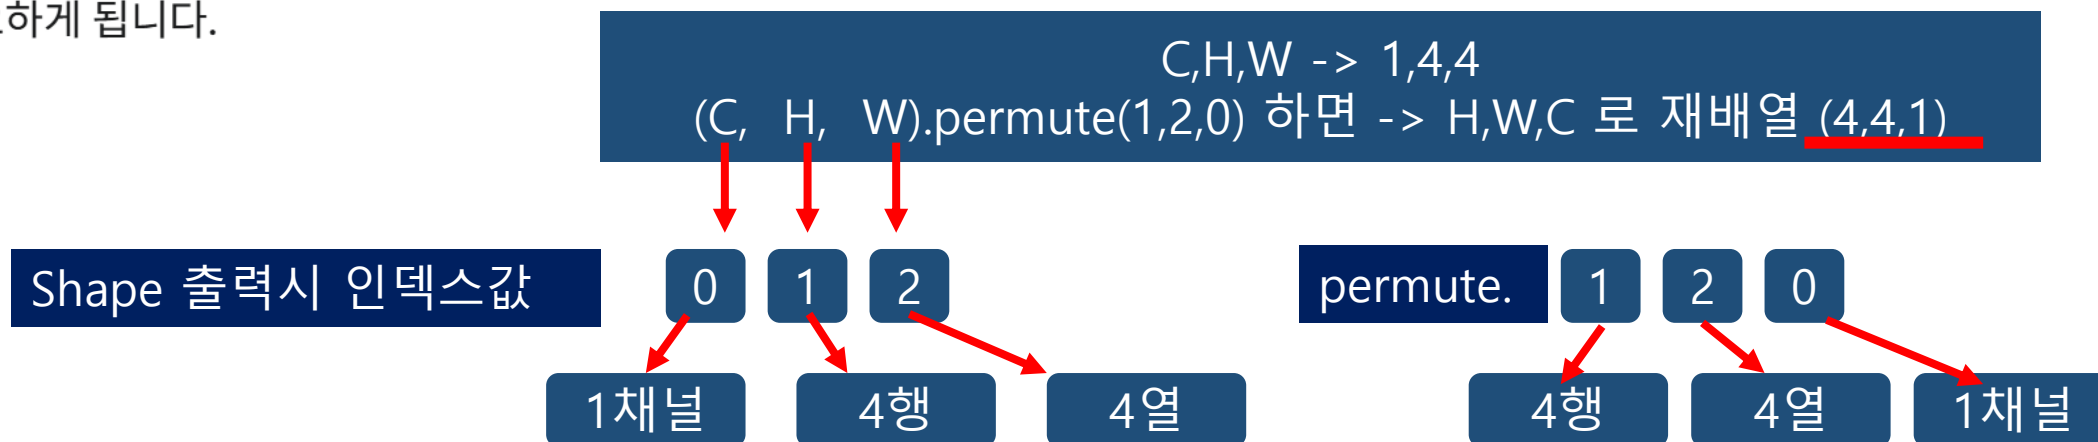 하게 됩니다.
C,H,W -> 1,4,4
(C, H, W).permute(1,2,0) 하면 -> H,W,C 로 재배열 (4,4,1)
Shape 출력시 인덱스값
0 1 2
permute. 1 2 0
1채널 4행 4열
4행 4열 1채널